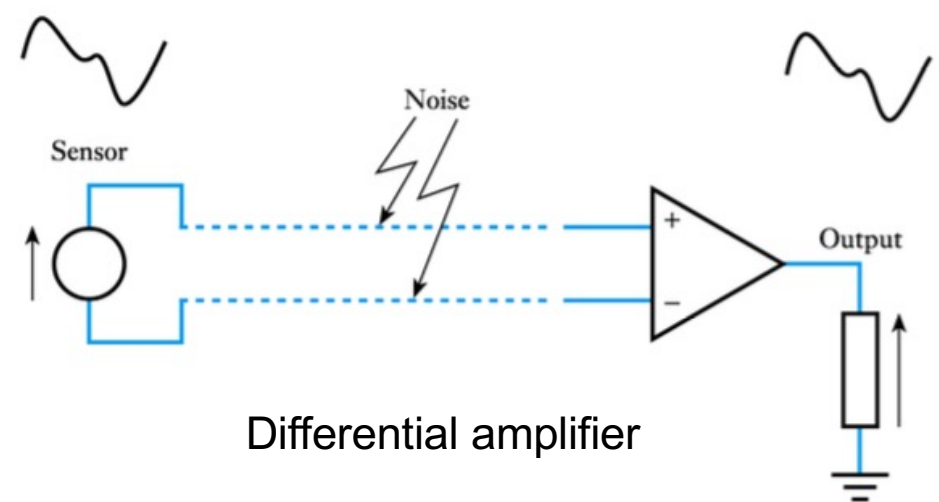 Noise
Sensor
+
Output
−
Differential amplifier